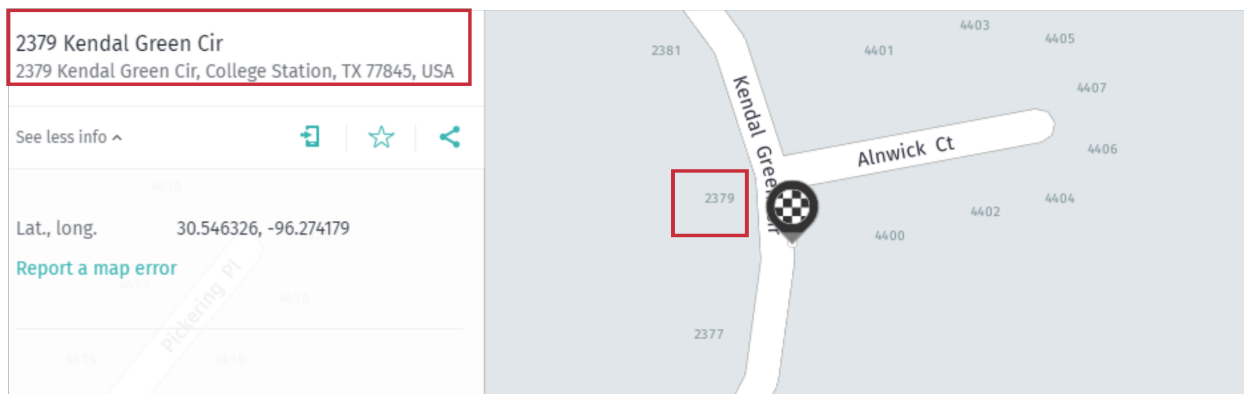 2379 Kendal Green Cir
2379 Kendal Green Cir, College Station, TX 77845, USA
See less info
Lat., long. 30.546326, -96.274179
Report a map error
Pickering Pl
4403
4405
2381
4401
4407
Kendal Green Cir
Alnwick Ct
4406
2379
4404
4402
4400
2377